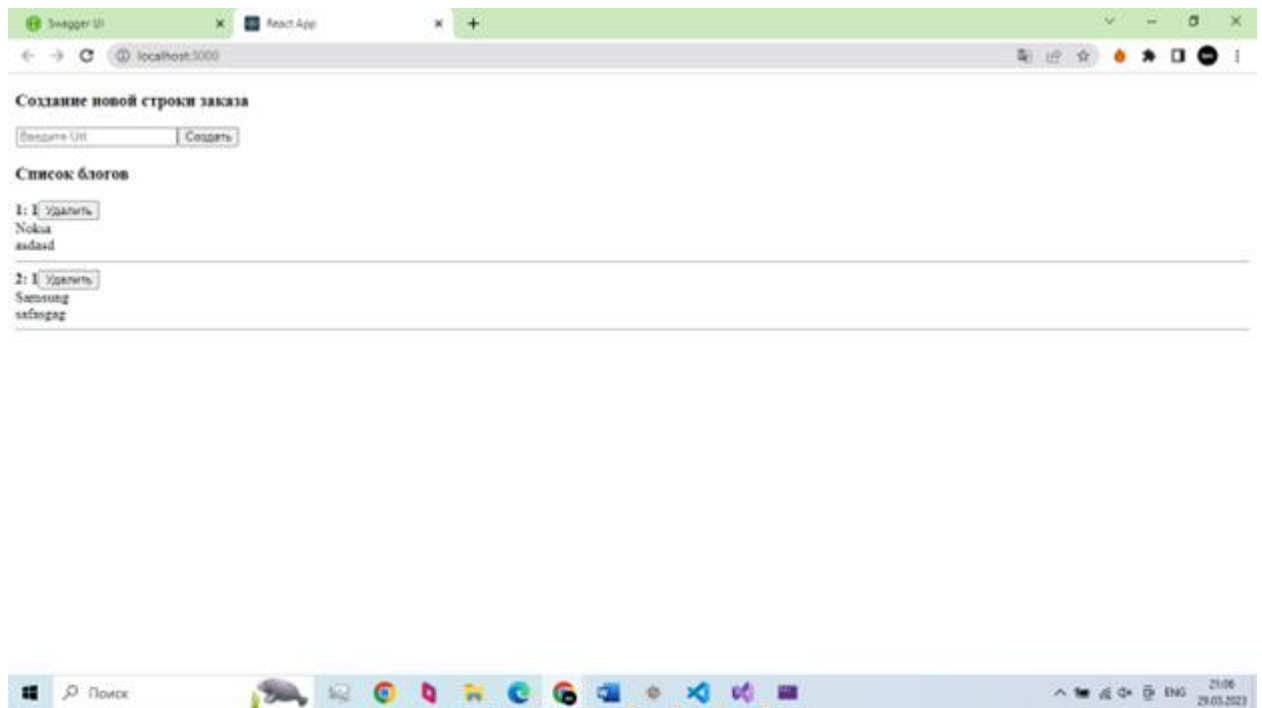 Swagger UI
React App
localhost:3000
Создание новой строки заказа
Введите Url
Создать
Список блогов
1: 1 Удалить
Nokia
asdasd
2: 1 Удалить
Samsung
safasgag
Поиск
ENG
21:06
29.03.2023